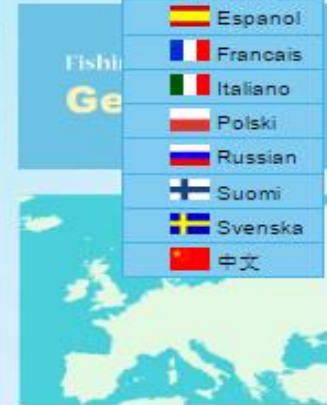 Espanol
Francais
Italiano
Polski
Russian
Suomi
Svenska
中文